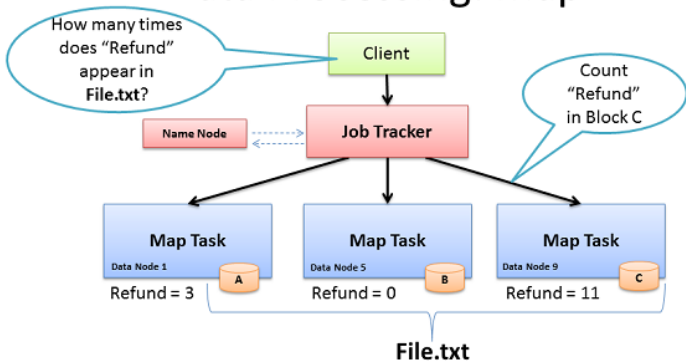 How many times
does “Refund”
appear in
File.txt?
Client
Count
“Refund”
in Block C
Name Node
Job Tracker
Map Task
Data Node 1
A
Map Task
Data Node 5
B
Map Task
Data Node 9
C
Refund = 3
Refund = 0
Refund = 11
File.txt